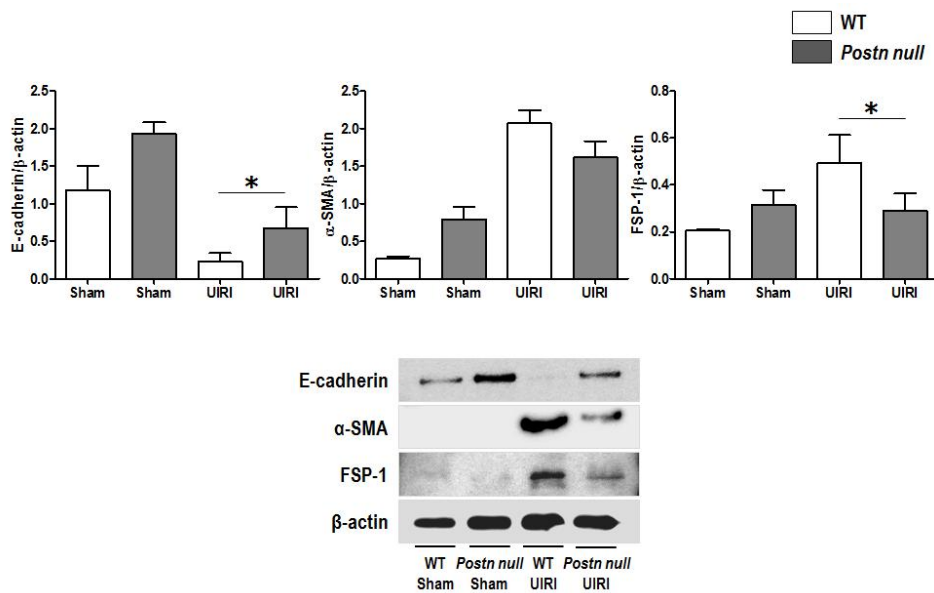 WT
Postn null
E-cadherin/β-actin
2.5
2.0
1.5
1.0
0.5
0.0
*
Sham Sham UIRI UIRI
α-SMA/β-actin
2.5
2.0
1.5
1.0
0.5
0.0
Sham Sham UIRI UIRI
FSP-1/β-actin
0.8
0.6
0.4
0.2
0.0
*
Sham Sham UIRI UIRI
E-cadherin
α-SMA
FSP-1
β-actin
WT Postn null WT Postn null
Sham Sham UIRI UIRI